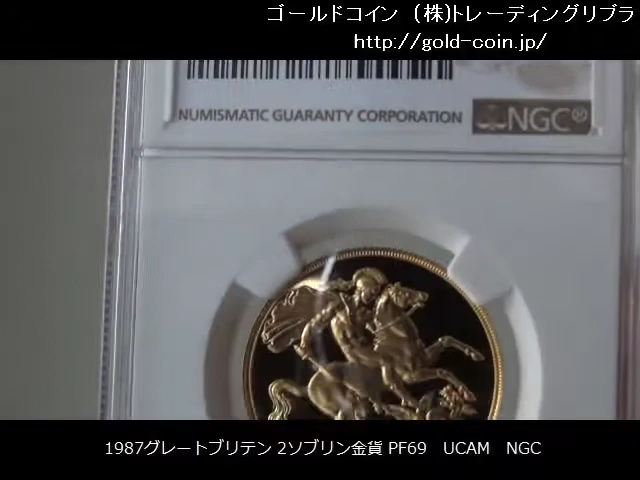 ゴールドコイン （株）トレーディングリブラ
http://gold-coin.jp/
NUMISMATIC GUARANTY CORPORATION
NGC®
1987グレートブリテン 2ソブリン金貨 PF69 UCAM NGC